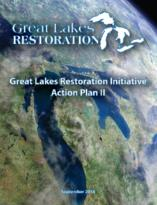 Great Lakes
RESTORATION
Great Lakes Restoration Initiative
Action Plan II
September 2014